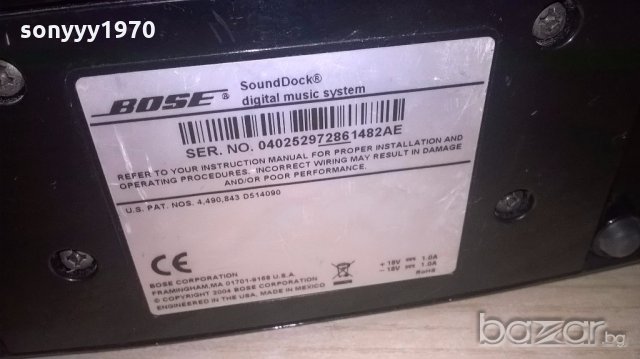 sonyyy1970
BOSE®
SoundDock®
digital music system
SER. NO. 040252972861482AE
REFER TO YOUR INSTRUCTION MANUAL FOR PROPER INSTALLATION AND
OPERATING PROCEDURES. INCORRECT WIRING MAY RESULT IN DAMAGE
AND/OR POOR PERFORMANCE.
U.S. PAT. NOS. 4,490,843 D514090
CE
BOSE CORPORATION
FRAMINGHAM, MA 01701-9168 U.S.A.
© COPYRIGHT 2004 BOSE CORPORATION
ENGINEERED IN THE USA. MADE IN MEXICO
+18V ⎓ 1.0A
-18V ⎓ 1.0A
RoHS
bazar.bg